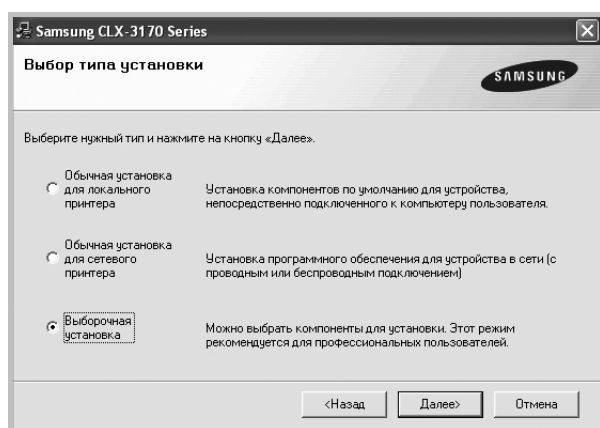 Samsung CLX-3170 Series
Выбор типа установки
SAMSUNG
Выберите нужный тип и нажмите на кнопку «Далее».
Обычная установка
для локального
принтера
Установка компонентов по умолчанию для устройства,
непосредственно подключенного к компьютеру пользователя.
Обычная установка
для сетевого
принтера
Установка программного обеспечения для устройства в сети (с
проводным или беспроводным подключением)
Выборочная
установка
Можно выбрать компоненты для установки. Этот режим
рекомендуется для профессиональных пользователей.
<Назад
Далее>
Отмена